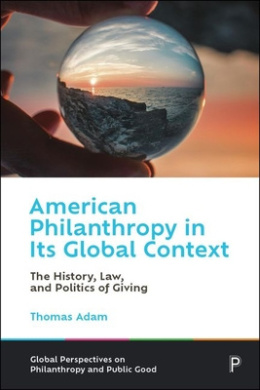 American
Philanthropy in
Its Global Context
The History, Law,
and Politics of Giving
Thomas Adam
Global Perspectives on
Philanthropy and Public Good
P